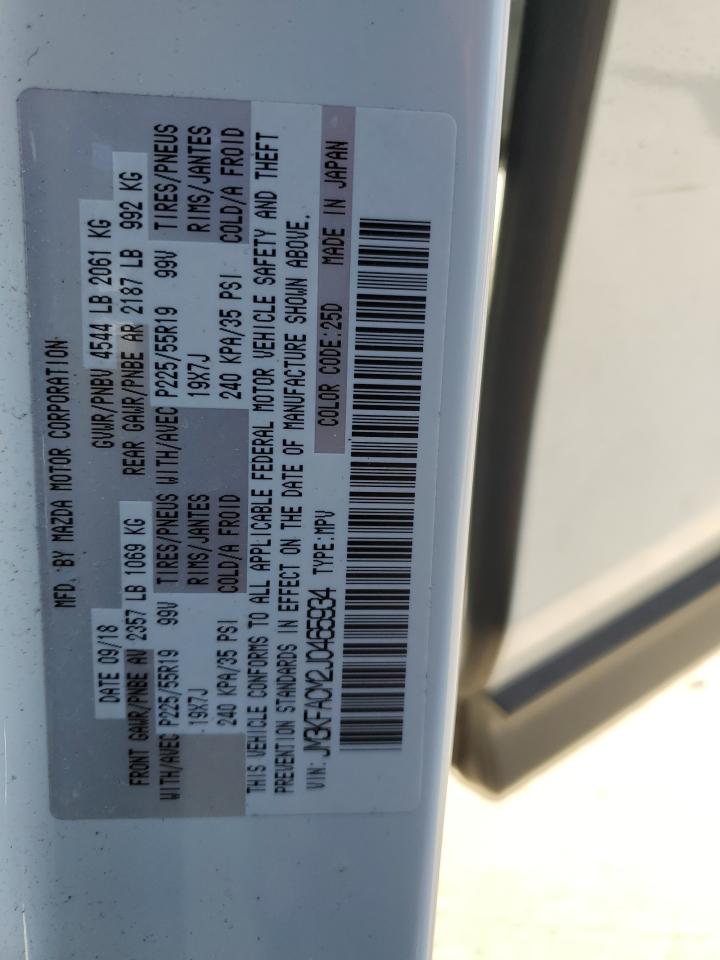 MFD. BY MAZDA MOTOR CORPORATION
DATE 09/18 GVWR/PNBV 4544 LB 2061 KG
FRONT GAWR/PNBE AV 2357 LB 1069 KG REAR GAWR/PNBE AR 2187 LB 992 KG
WITH/AVEC P225/55R19 99V TIRES/PNEUS WITH/AVEC P225/55R19 99V TIRES/PNEUS
19X7J RIMS/JANTES 19X7J RIMS/JANTES
240 KPA/35 PSI COLD/A FROID 240 KPA/35 PSI COLD/A FROID
THIS VEHICLE CONFORMS TO ALL APPLICABLE FEDERAL MOTOR VEHICLE SAFETY AND THEFT
PREVENTION STANDARDS IN EFFECT ON THE DATE OF MANUFACTURE SHOWN ABOVE.
VIN: TYPE:MPV COLOR CODE:25D MADE IN JAPAN